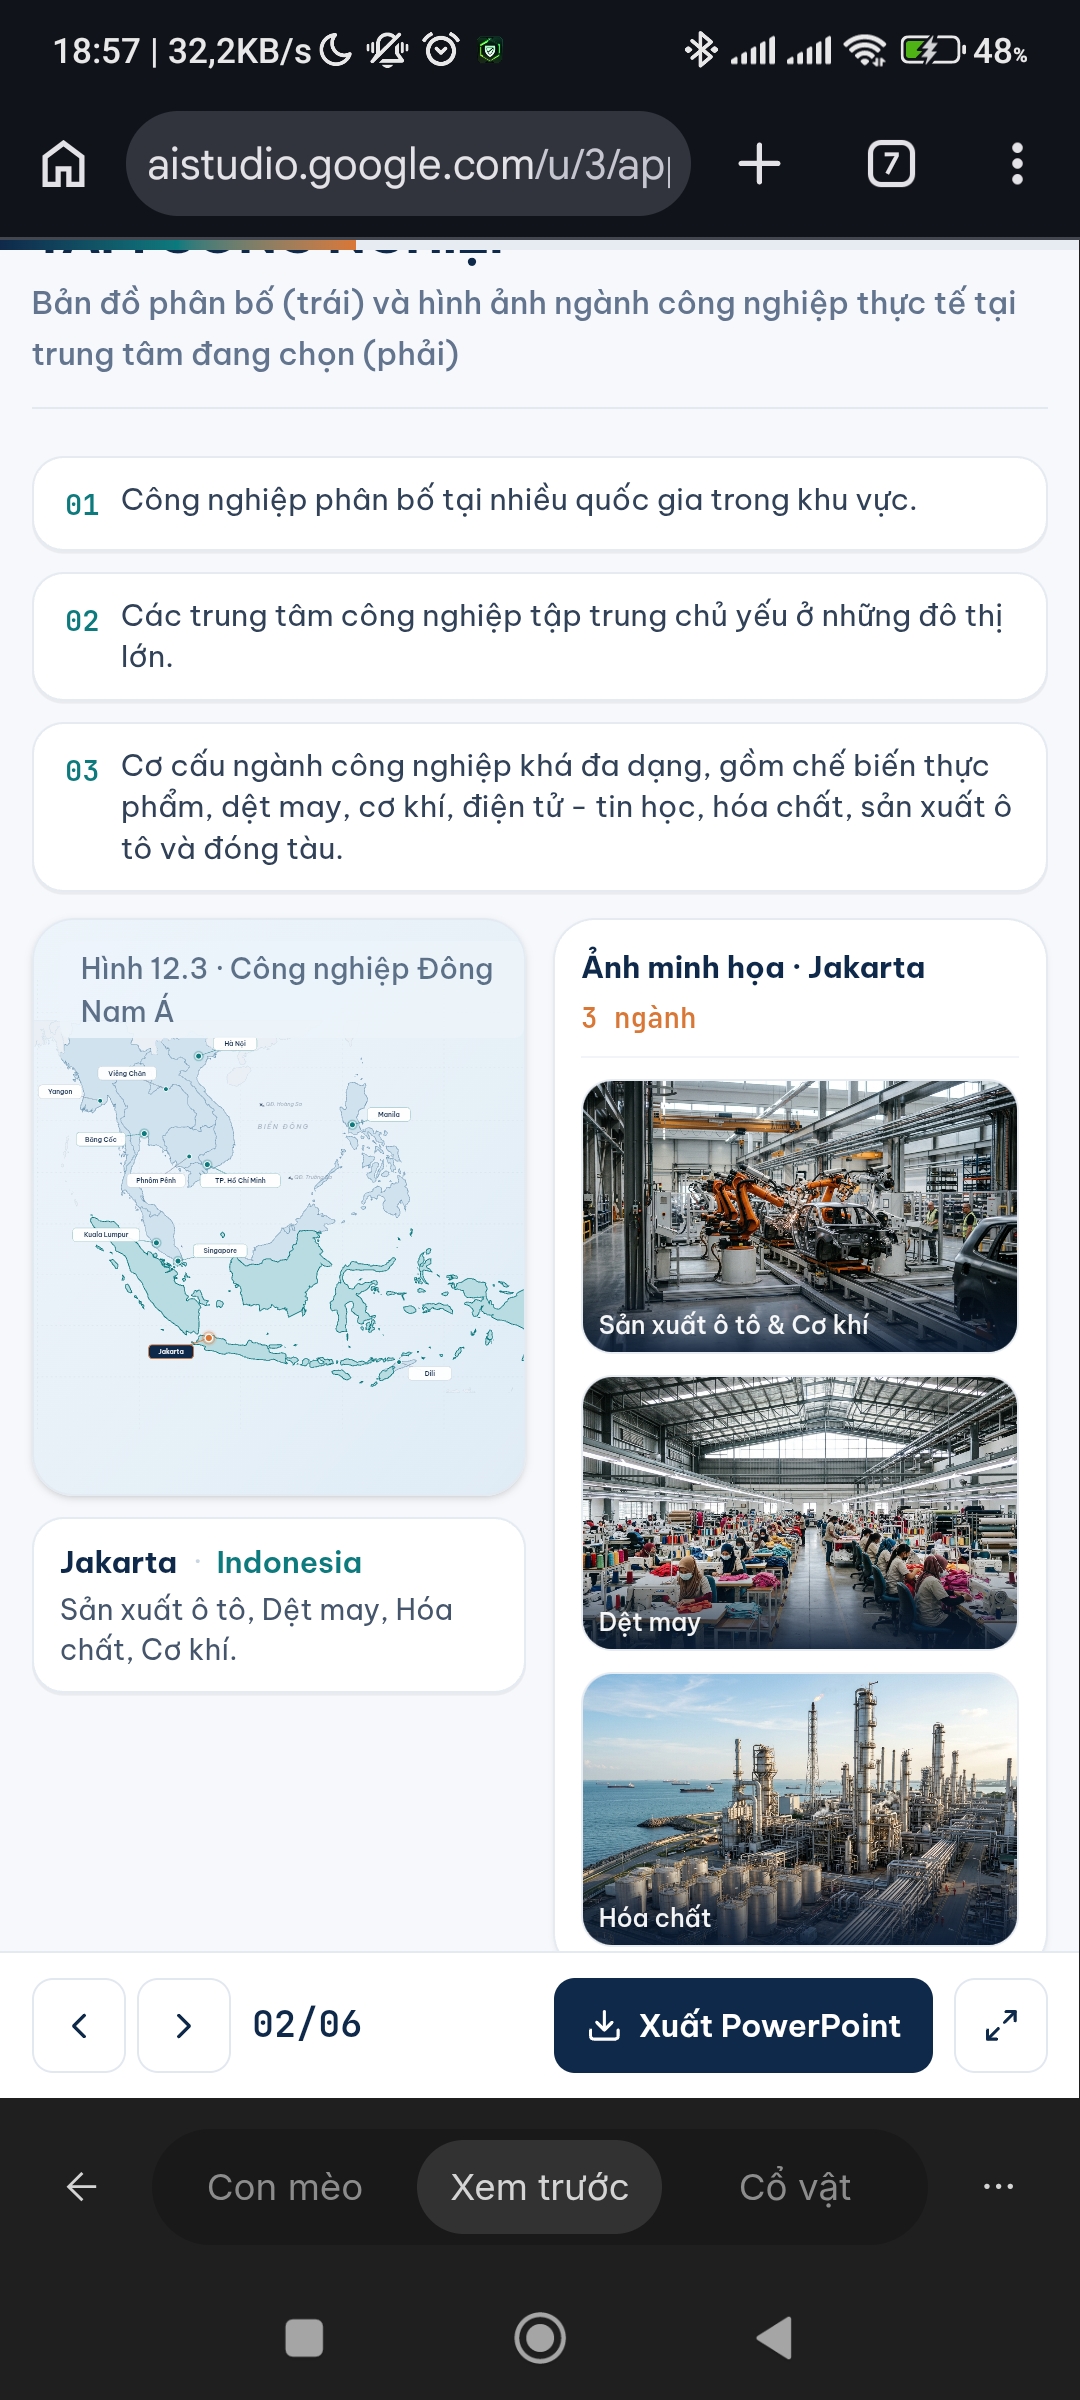 18:57 | 32,2KB/s
48%
aistudio.google.com/u/3/app
7
Bản đồ phân bố (trái) và hình ảnh ngành công nghiệp thực tế tại
trung tâm đang chọn (phải)
01 Công nghiệp phân bố tại nhiều quốc gia trong khu vực.
02 Các trung tâm công nghiệp tập trung chủ yếu ở những đô thị
lớn.
03 Cơ cấu ngành công nghiệp khá đa dạng, gồm chế biến thực
phẩm, dệt may, cơ khí, điện tử - tin học, hóa chất, sản xuất ô
tô và đóng tàu.
Hình 12.3 · Công nghiệp Đông
Nam Á
Hà Nội
Viêng Chăn
Yangon
Manila
BIỂN ĐÔNG
Băng Cốc
Phnôm Pênh
TP. Hồ Chí Minh
Kuala Lumpur
Singapore
Jakarta
Dili
Jakarta · Indonesia
Sản xuất ô tô, Dệt may, Hóa
chất, Cơ khí.
Ảnh minh họa · Jakarta
3 ngành
Sản xuất ô tô & Cơ khí
Dệt may
Hóa chất
02/06
Xuất PowerPoint
Con mèo
Xem trước
Cổ vật